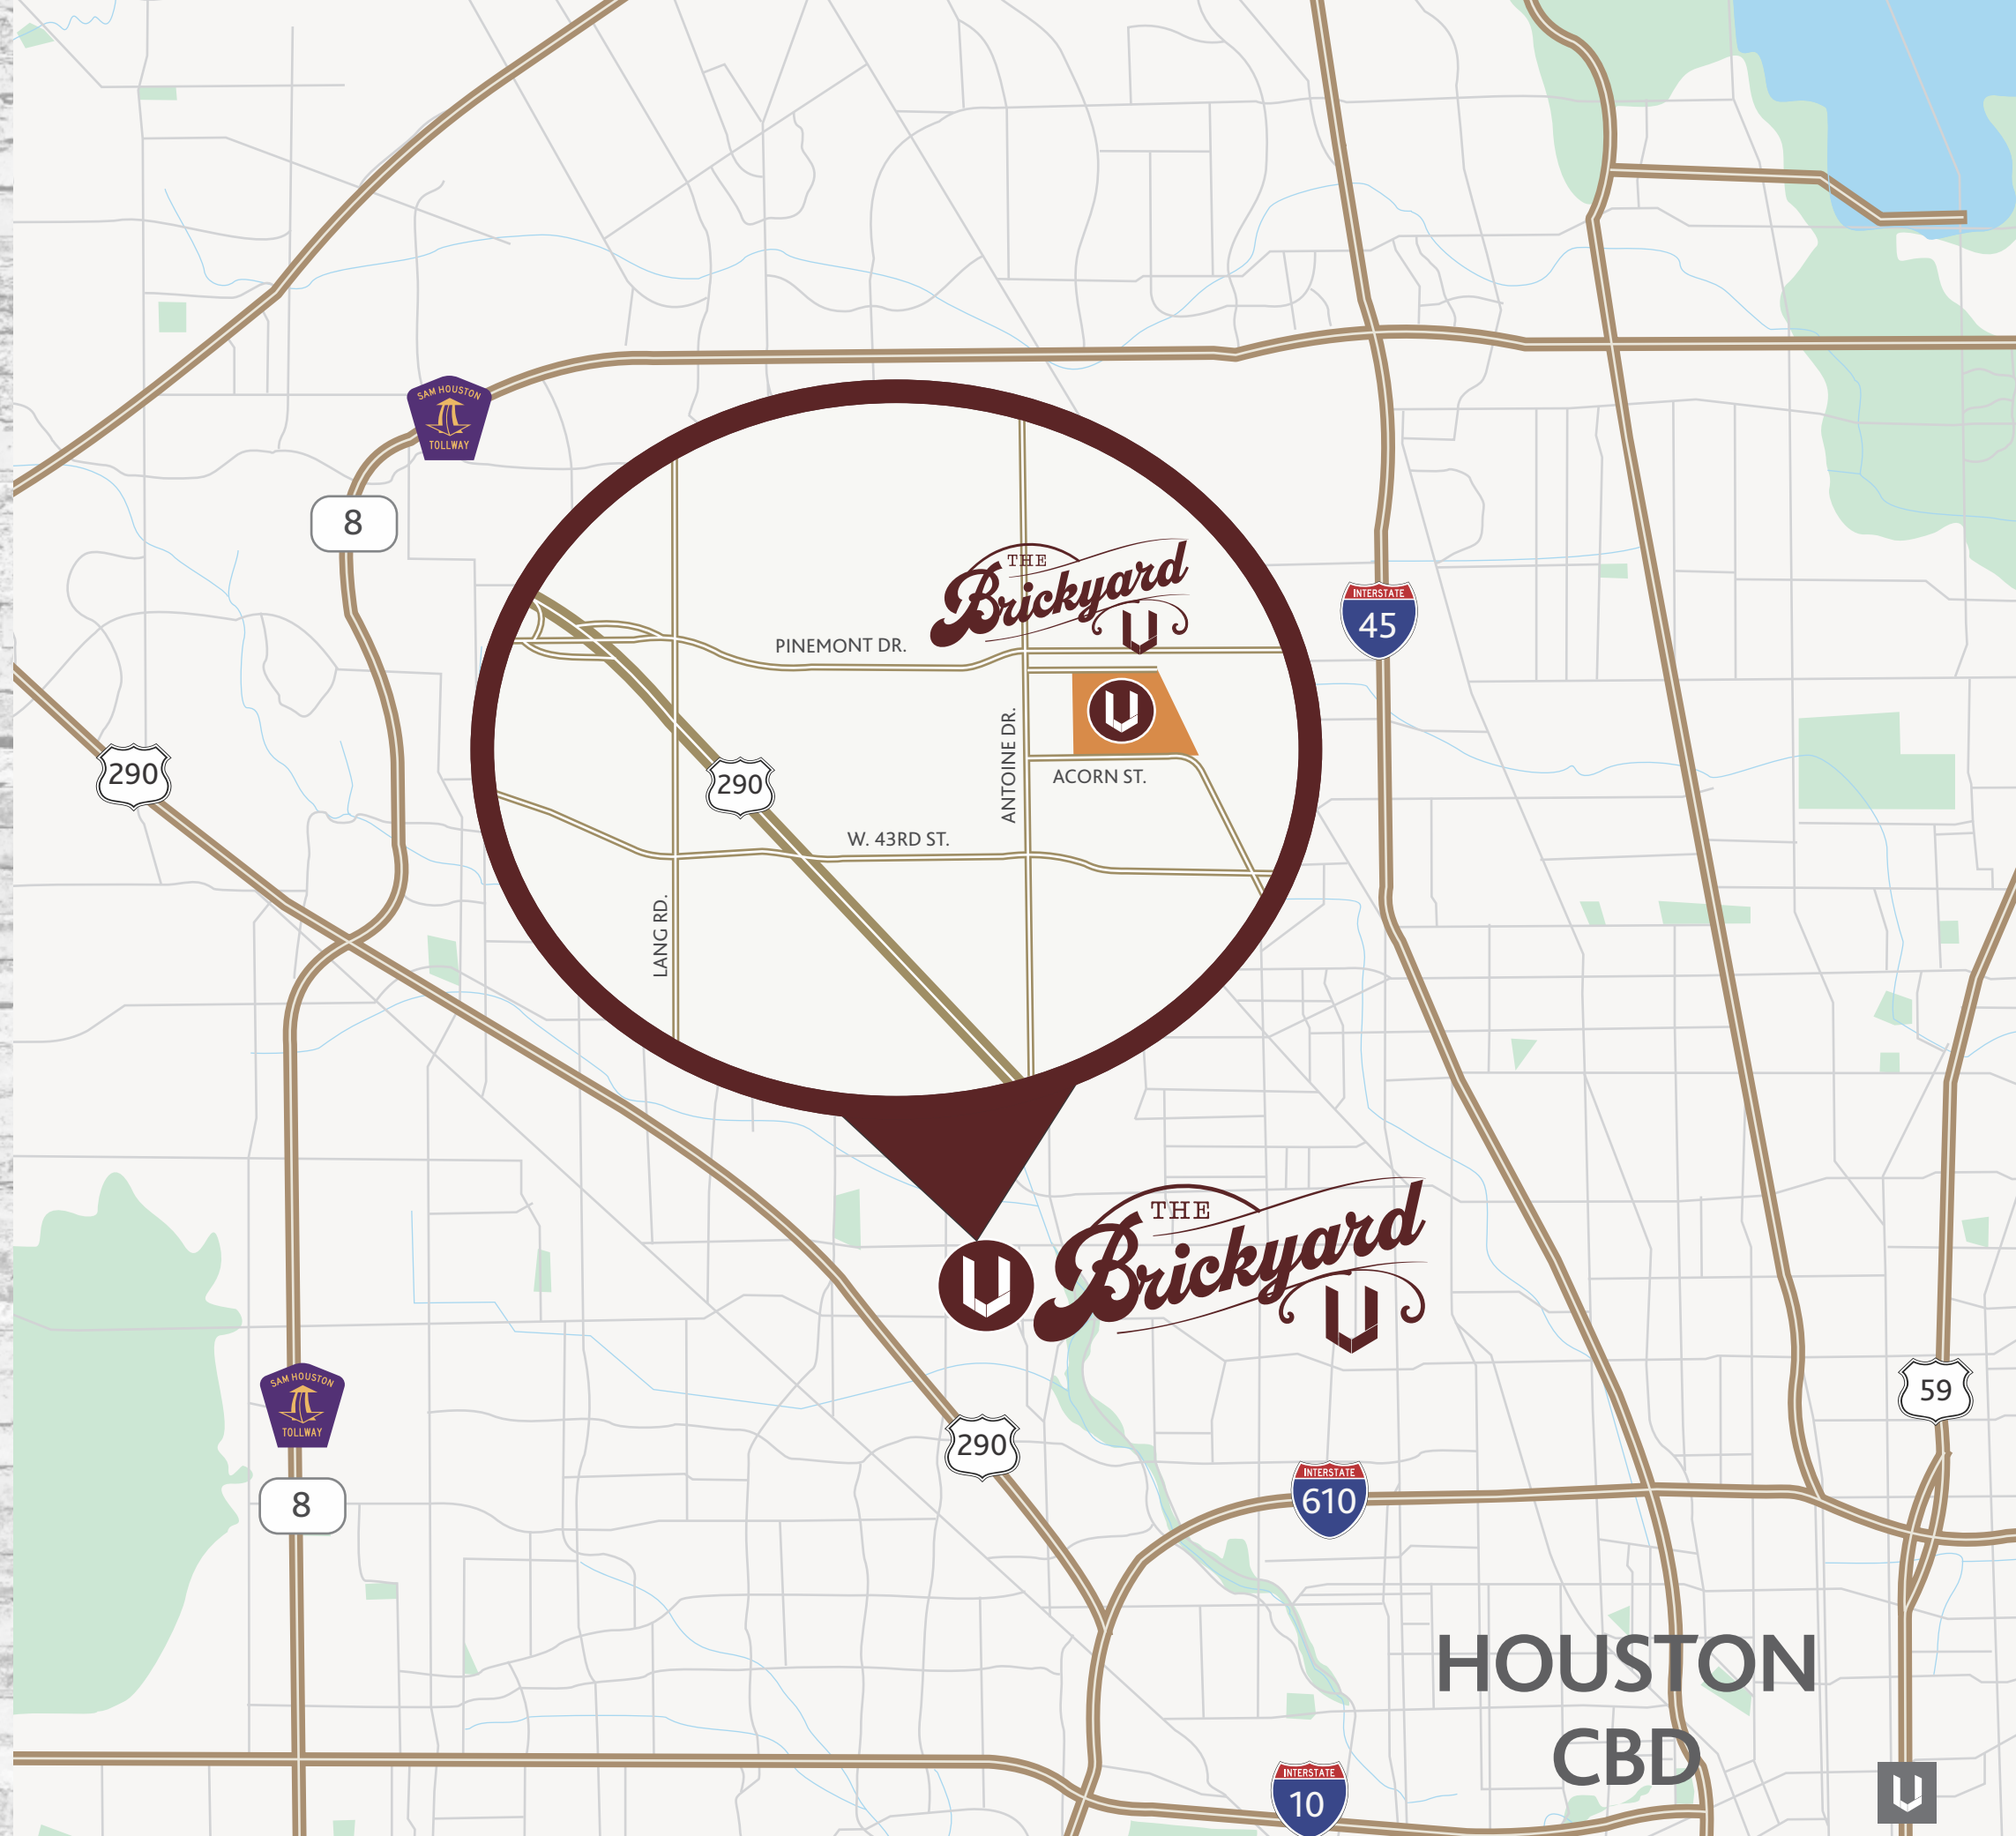 SAM HOUSTON
TOLLWAY
8
THE
Brickyard
INTERSTATE
45
PINEMONT DR.
ANTOINE DR.
290
290
ACORN ST.
W. 43RD ST.
LANG RD.
THE
Brickyard
SAM HOUSTON
TOLLWAY
59
290
INTERSTATE
610
8
HOUSTON
CBD
INTERSTATE
10